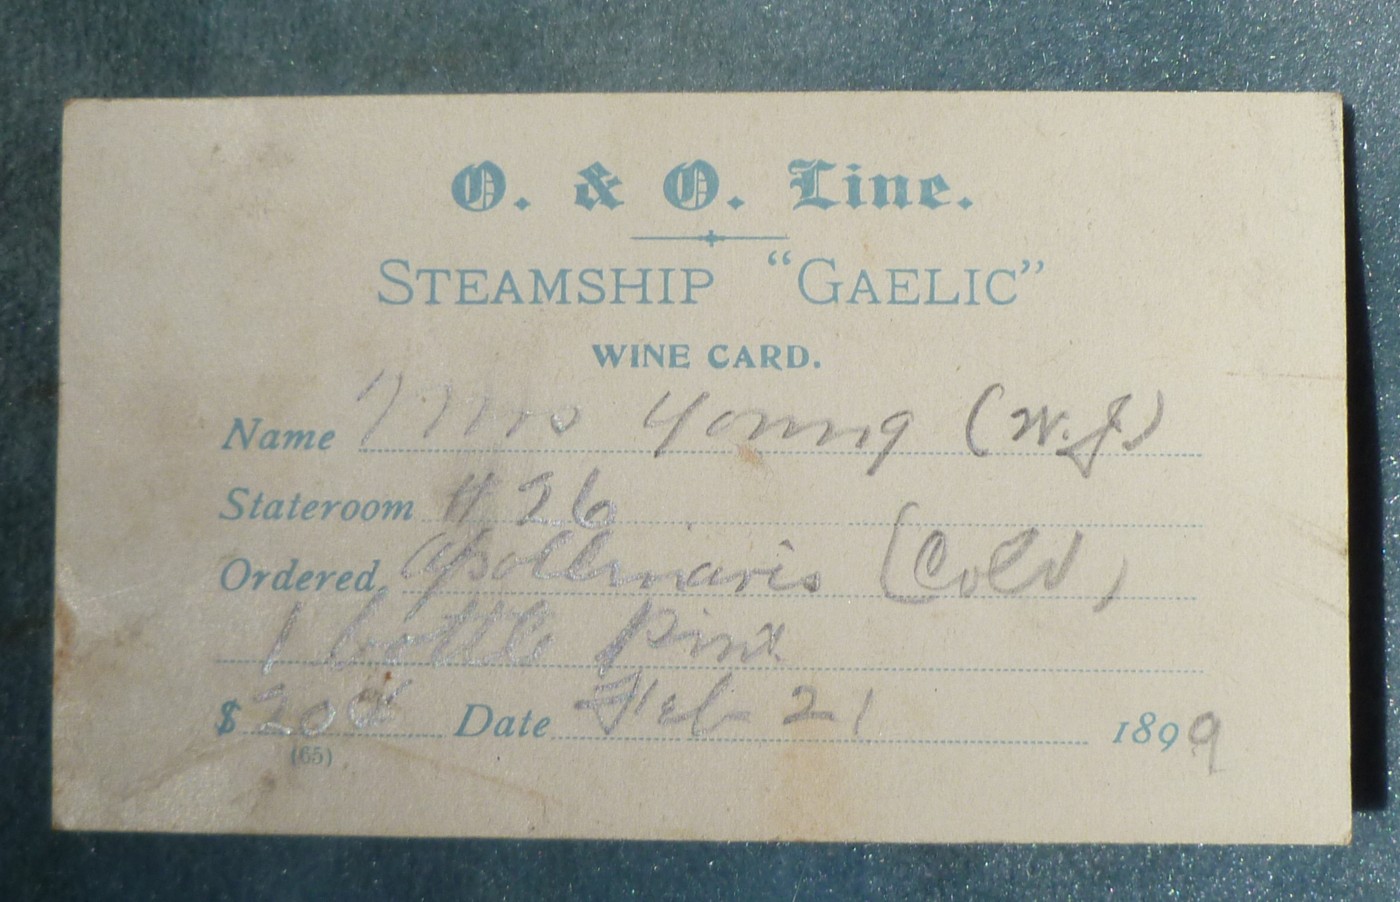 O. & O. Line.
STEAMSHIP "GAELIC"
WINE CARD.
Name Mrs Young (W.J.)
Stateroom # 26
Ordered, Apollinaris (Cold)
1 bottle pint
$ 20¢ Date Feb 21 1899
(65)